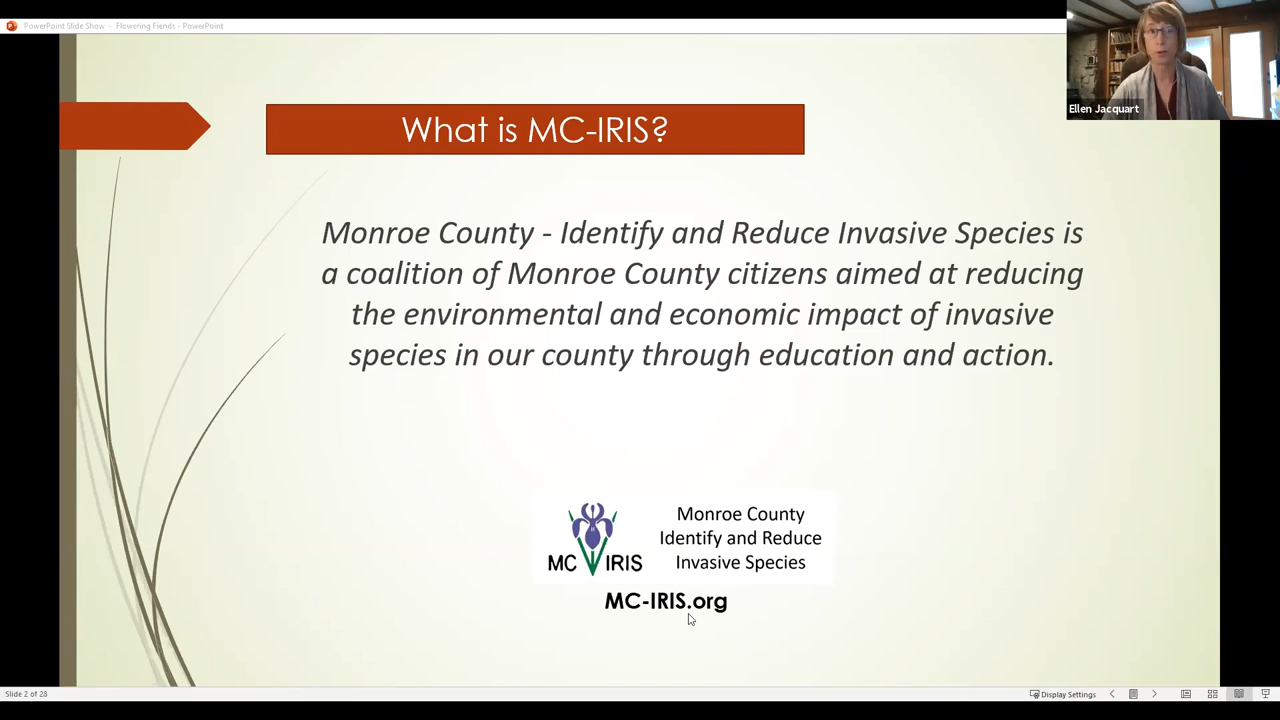 PowerPoint Slide Show - Flowering Fiends - PowerPoint
Ellen Jacquart
What is MC-IRIS?
Monroe County - Identify and Reduce Invasive Species is
a coalition of Monroe County citizens aimed at reducing
the environmental and economic impact of invasive
species in our county through education and action.
MC IRIS
Monroe County
Identify and Reduce
Invasive Species
MC-IRIS.org
Slide 2 of 28
Display Settings